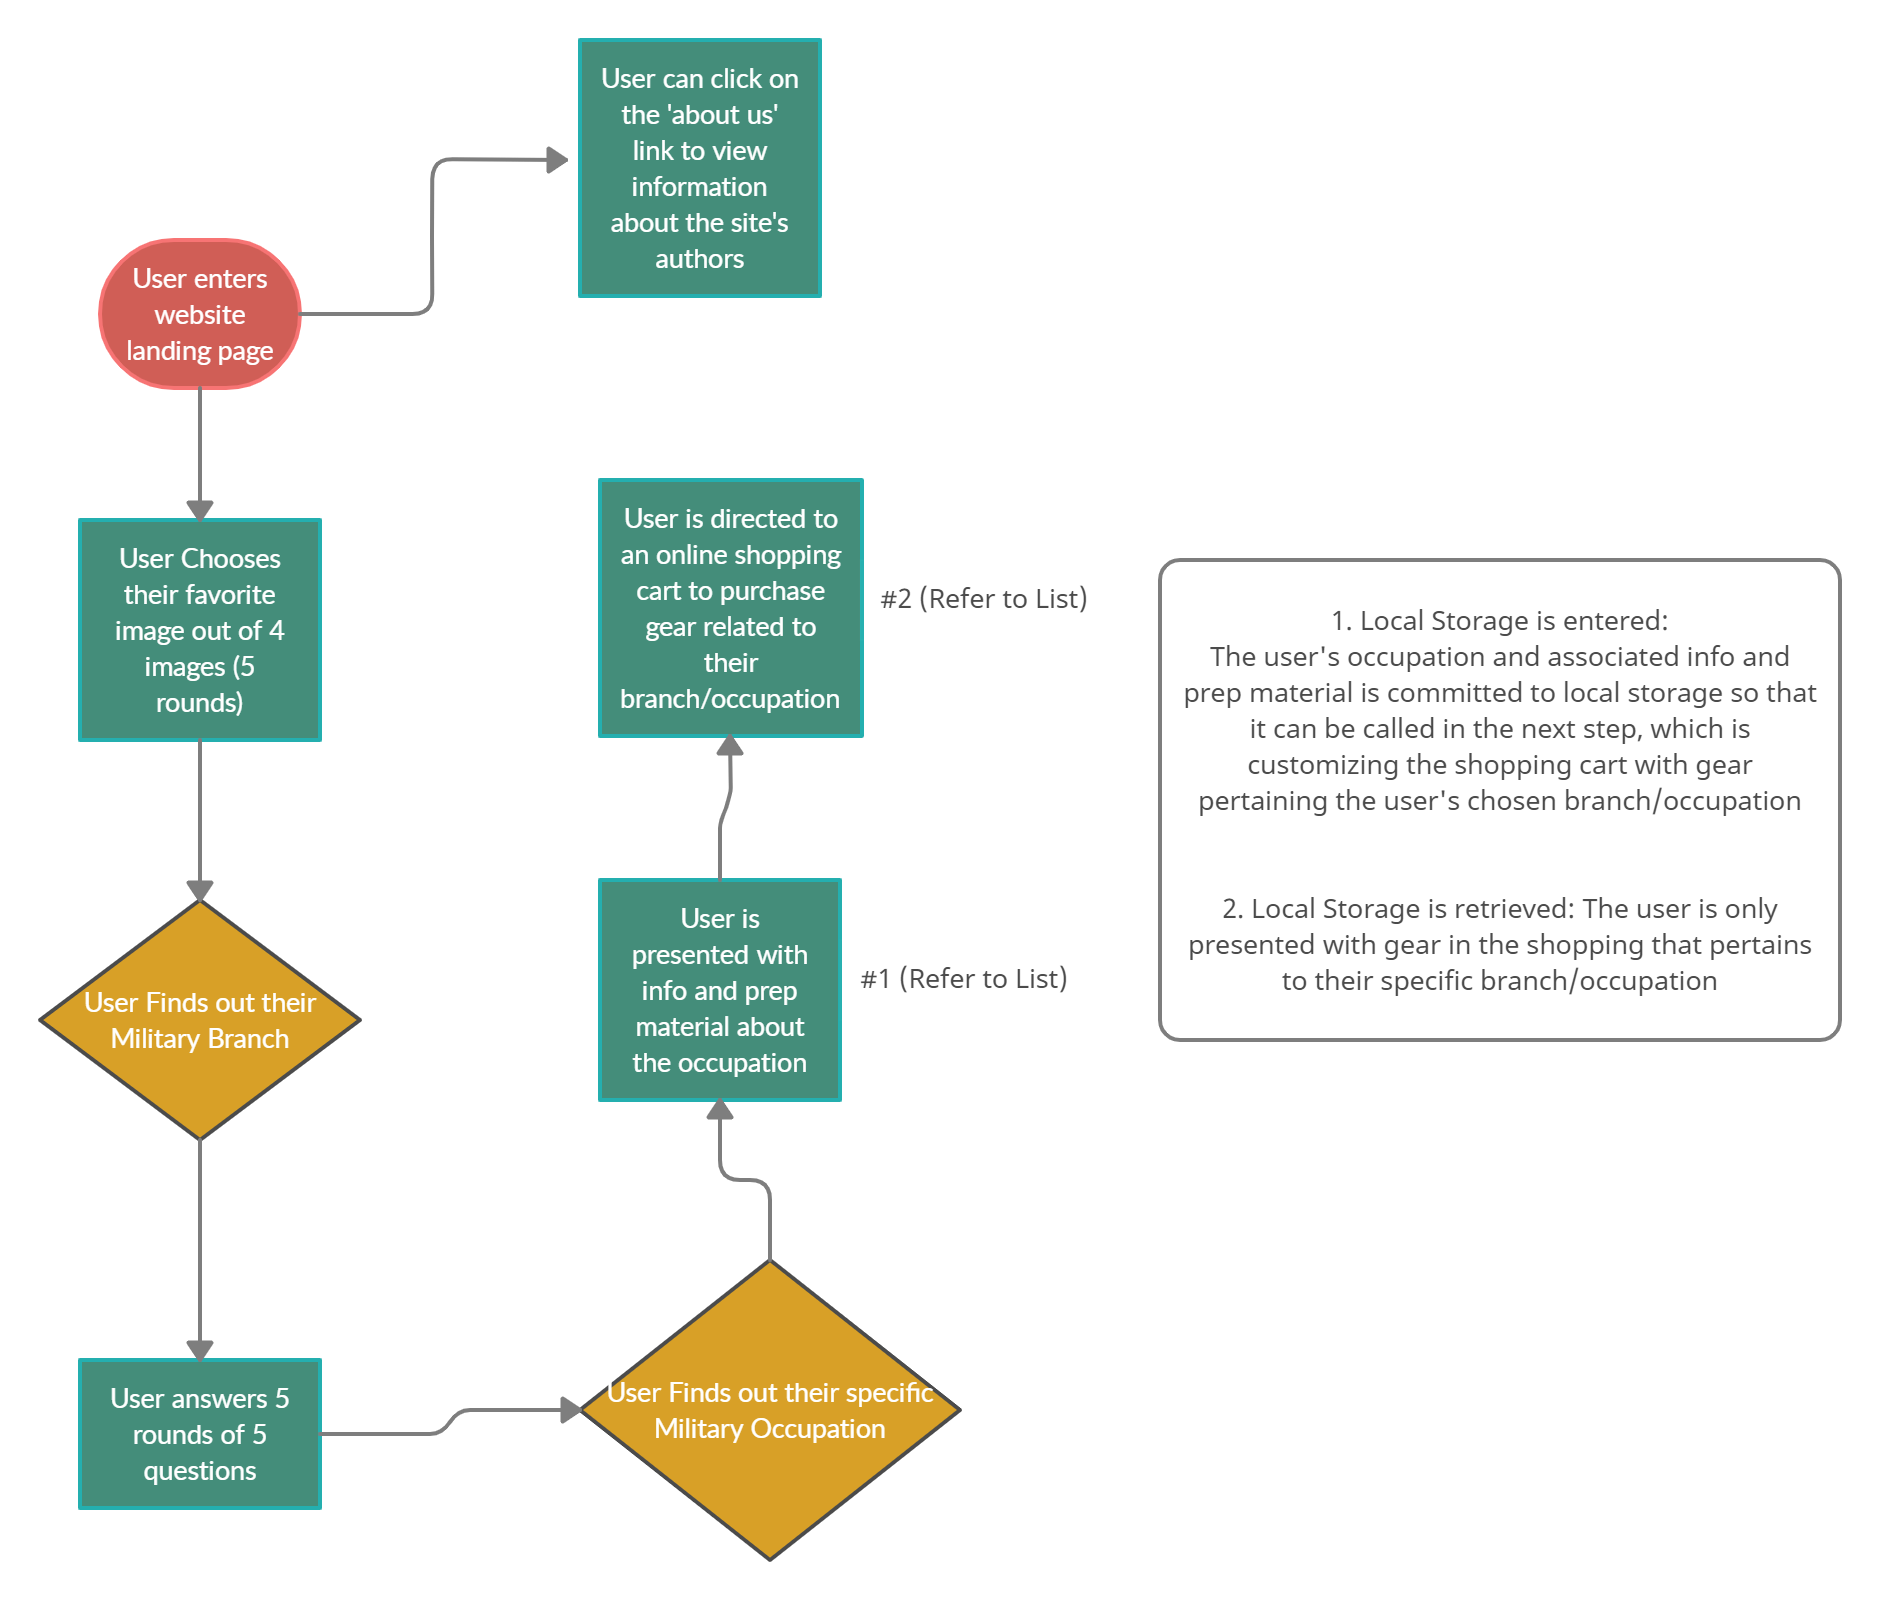 User can click on
the 'about us'
link to view
information
about the site's
authors
User enters
website
landing page
User Chooses
their favorite
image out of 4
images (5
rounds)
User is directed to
an online shopping
cart to purchase
gear related to
their
branch/occupation
#2 (Refer to List)
1. Local Storage is entered:
The user's occupation and associated info and
prep material is committed to local storage so that
it can be called in the next step, which is
customizing the shopping cart with gear
pertaining the user's chosen branch/occupation
2. Local Storage is retrieved: The user is only
presented with gear in the shopping that pertains
to their specific branch/occupation
User Finds out their
Military Branch
User is
presented with
info and prep
material about
the occupation
#1 (Refer to List)
User answers 5
rounds of 5
questions
User Finds out their specific
Military Occupation